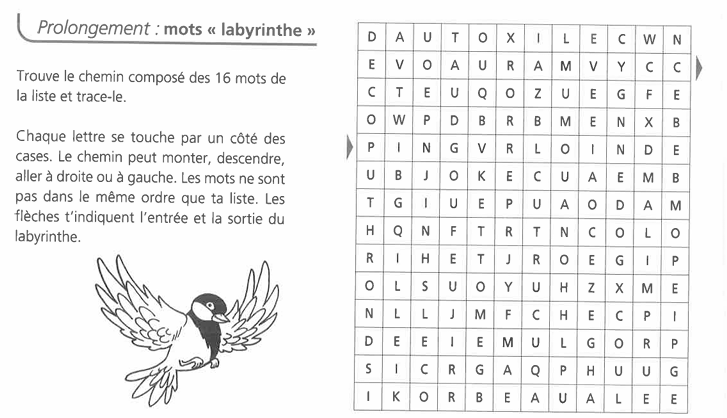 Prolongement : mots « labyrinthe »
Trouve le chemin composé des 16 mots de
la liste et trace-le.
Chaque lettre se touche par un côté des
cases. Le chemin peut monter, descendre,
aller à droite ou à gauche. Les mots ne sont
pas dans le même ordre que ta liste. Les
flèches t'indiquent l'entrée et la sortie du
labyrinthe.
D A U T O X I L E C W N
E V O A U R A M V Y C C
C T E U Q O Z U E G F E
O W P D B R B M E N X B
P I N G V R L O I N D E
U B J O K E C U A E M B
T G I U E P U A O D A M
H Q N F T R T N C O L O
R I H E T J R O E G I P
O L S U O Y U H Z X M E
N L L J M F C H E C P I
D E E I E M U L G O R P
S I C R G A Q P H U U G
I K O R B E A U A L E E